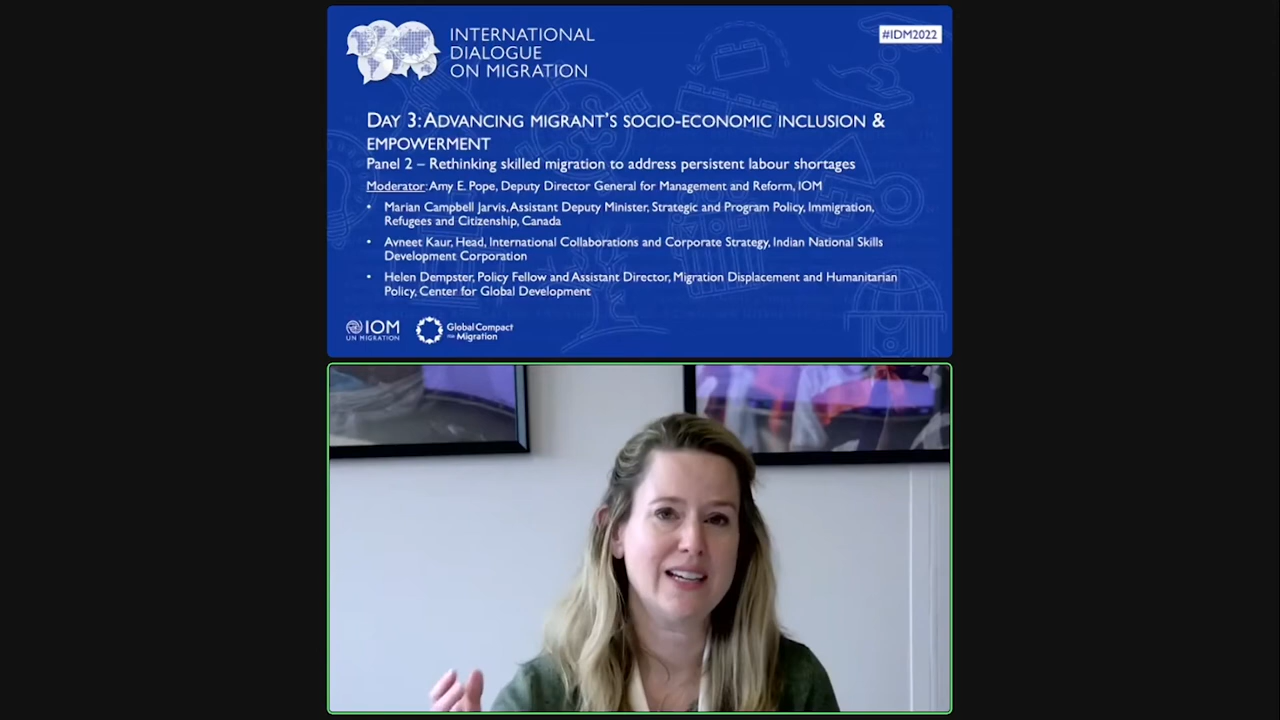 INTERNATIONAL
DIALOGUE
ON MIGRATION
#IDM2022
DAY 3: ADVANCING MIGRANT'S SOCIO-ECONOMIC INCLUSION &
EMPOWERMENT
Panel 2 – Rethinking skilled migration to address persistent labour shortages
Moderator: Amy E. Pope, Deputy Director General for Management and Reform, IOM
• Marian Campbell Jarvis, Assistant Deputy Minister, Strategic and Program Policy, Immigration,
Refugees and Citizenship, Canada
• Avneet Kaur, Head, International Collaborations and Corporate Strategy, Indian National Skills
Development Corporation
• Helen Dempster, Policy Fellow and Assistant Director, Migration Displacement and Humanitarian
Policy, Center for Global Development
IOM
UN MIGRATION
Global Compact
FOR Migration